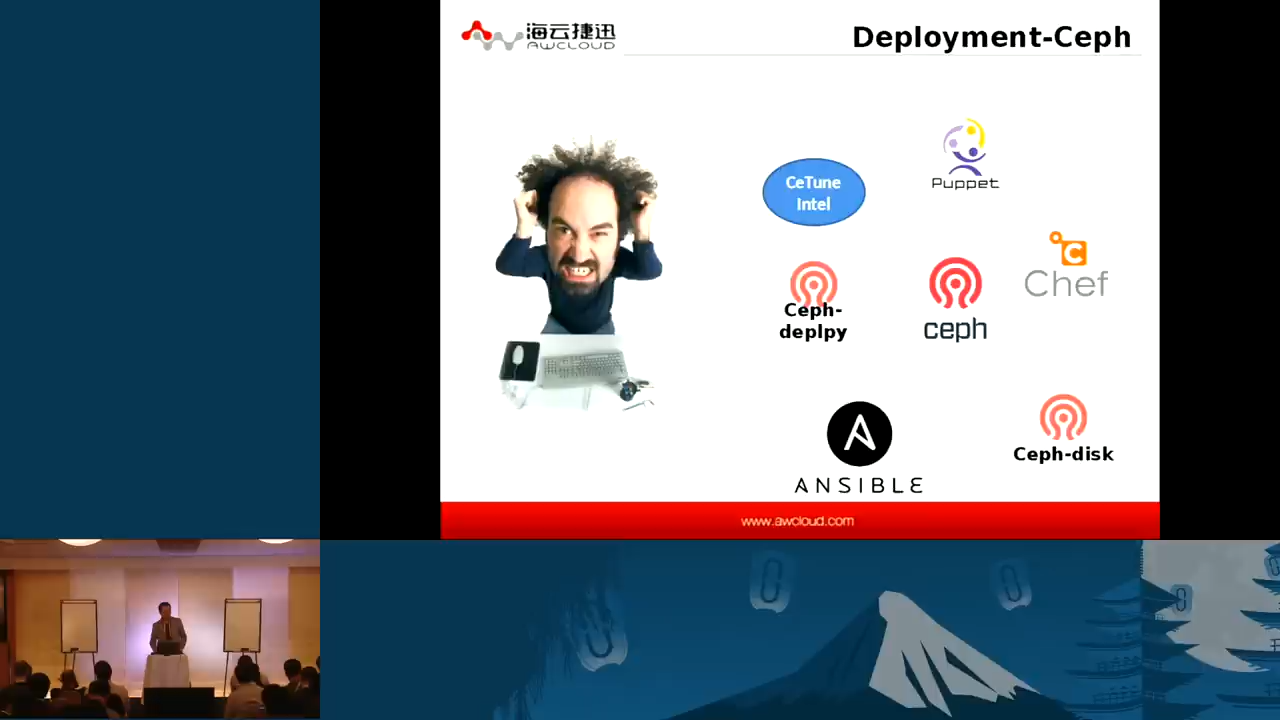 海云捷迅
AWCLOUD
Deployment-Ceph
CeTune
Intel
Puppet
Chef
Ceph-
deplpy
ceph
ANSIBLE
Ceph-disk
www.awcloud.com